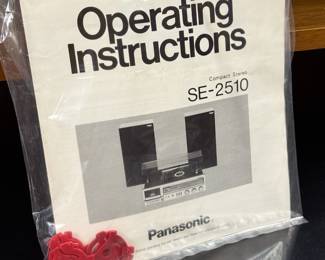 Operating
Instructions
Compact Stereo
SE-2510
Panasonic